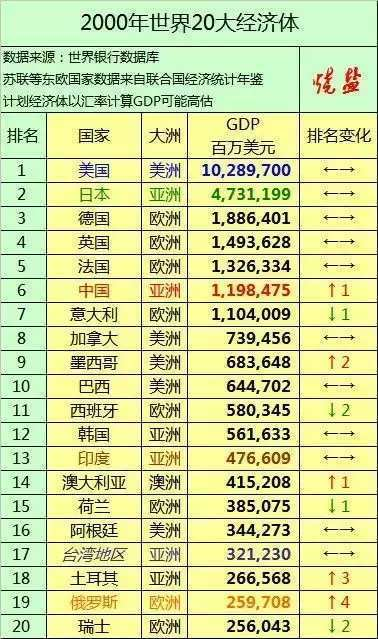 2000年世界20大经济体
数据来源：世界银行数据库
苏联等东欧国家数据来自联合国经济统计年鉴
计划经济体以汇率计算GDP可能高估
烧盐
排名 国家 大洲 GDP 百万美元 排名变化
1 美国 美洲 10,289,700 ←→
2 日本 亚洲 4,731,199 ←→
3 德国 欧洲 1,886,401 ←→
4 英国 欧洲 1,493,628 ←→
5 法国 欧洲 1,326,334 ←→
6 中国 亚洲 1,198,475 ↑1
7 意大利 欧洲 1,104,009 ↓1
8 加拿大 美洲 739,456 ←→
9 墨西哥 美洲 683,648 ↑2
10 巴西 美洲 644,702 ←→
11 西班牙 欧洲 580,345 ↓2
12 韩国 亚洲 561,633 ←→
13 印度 亚洲 476,609 ←→
14 澳大利亚 澳洲 415,208 ↑1
15 荷兰 欧洲 385,075 ↓1
16 阿根廷 美洲 344,273 ←→
17 台湾地区 亚洲 321,230 ←→
18 土耳其 亚洲 266,568 ↑3
19 俄罗斯 欧洲 259,708 ↑4
20 瑞士 欧洲 256,043 ↓2